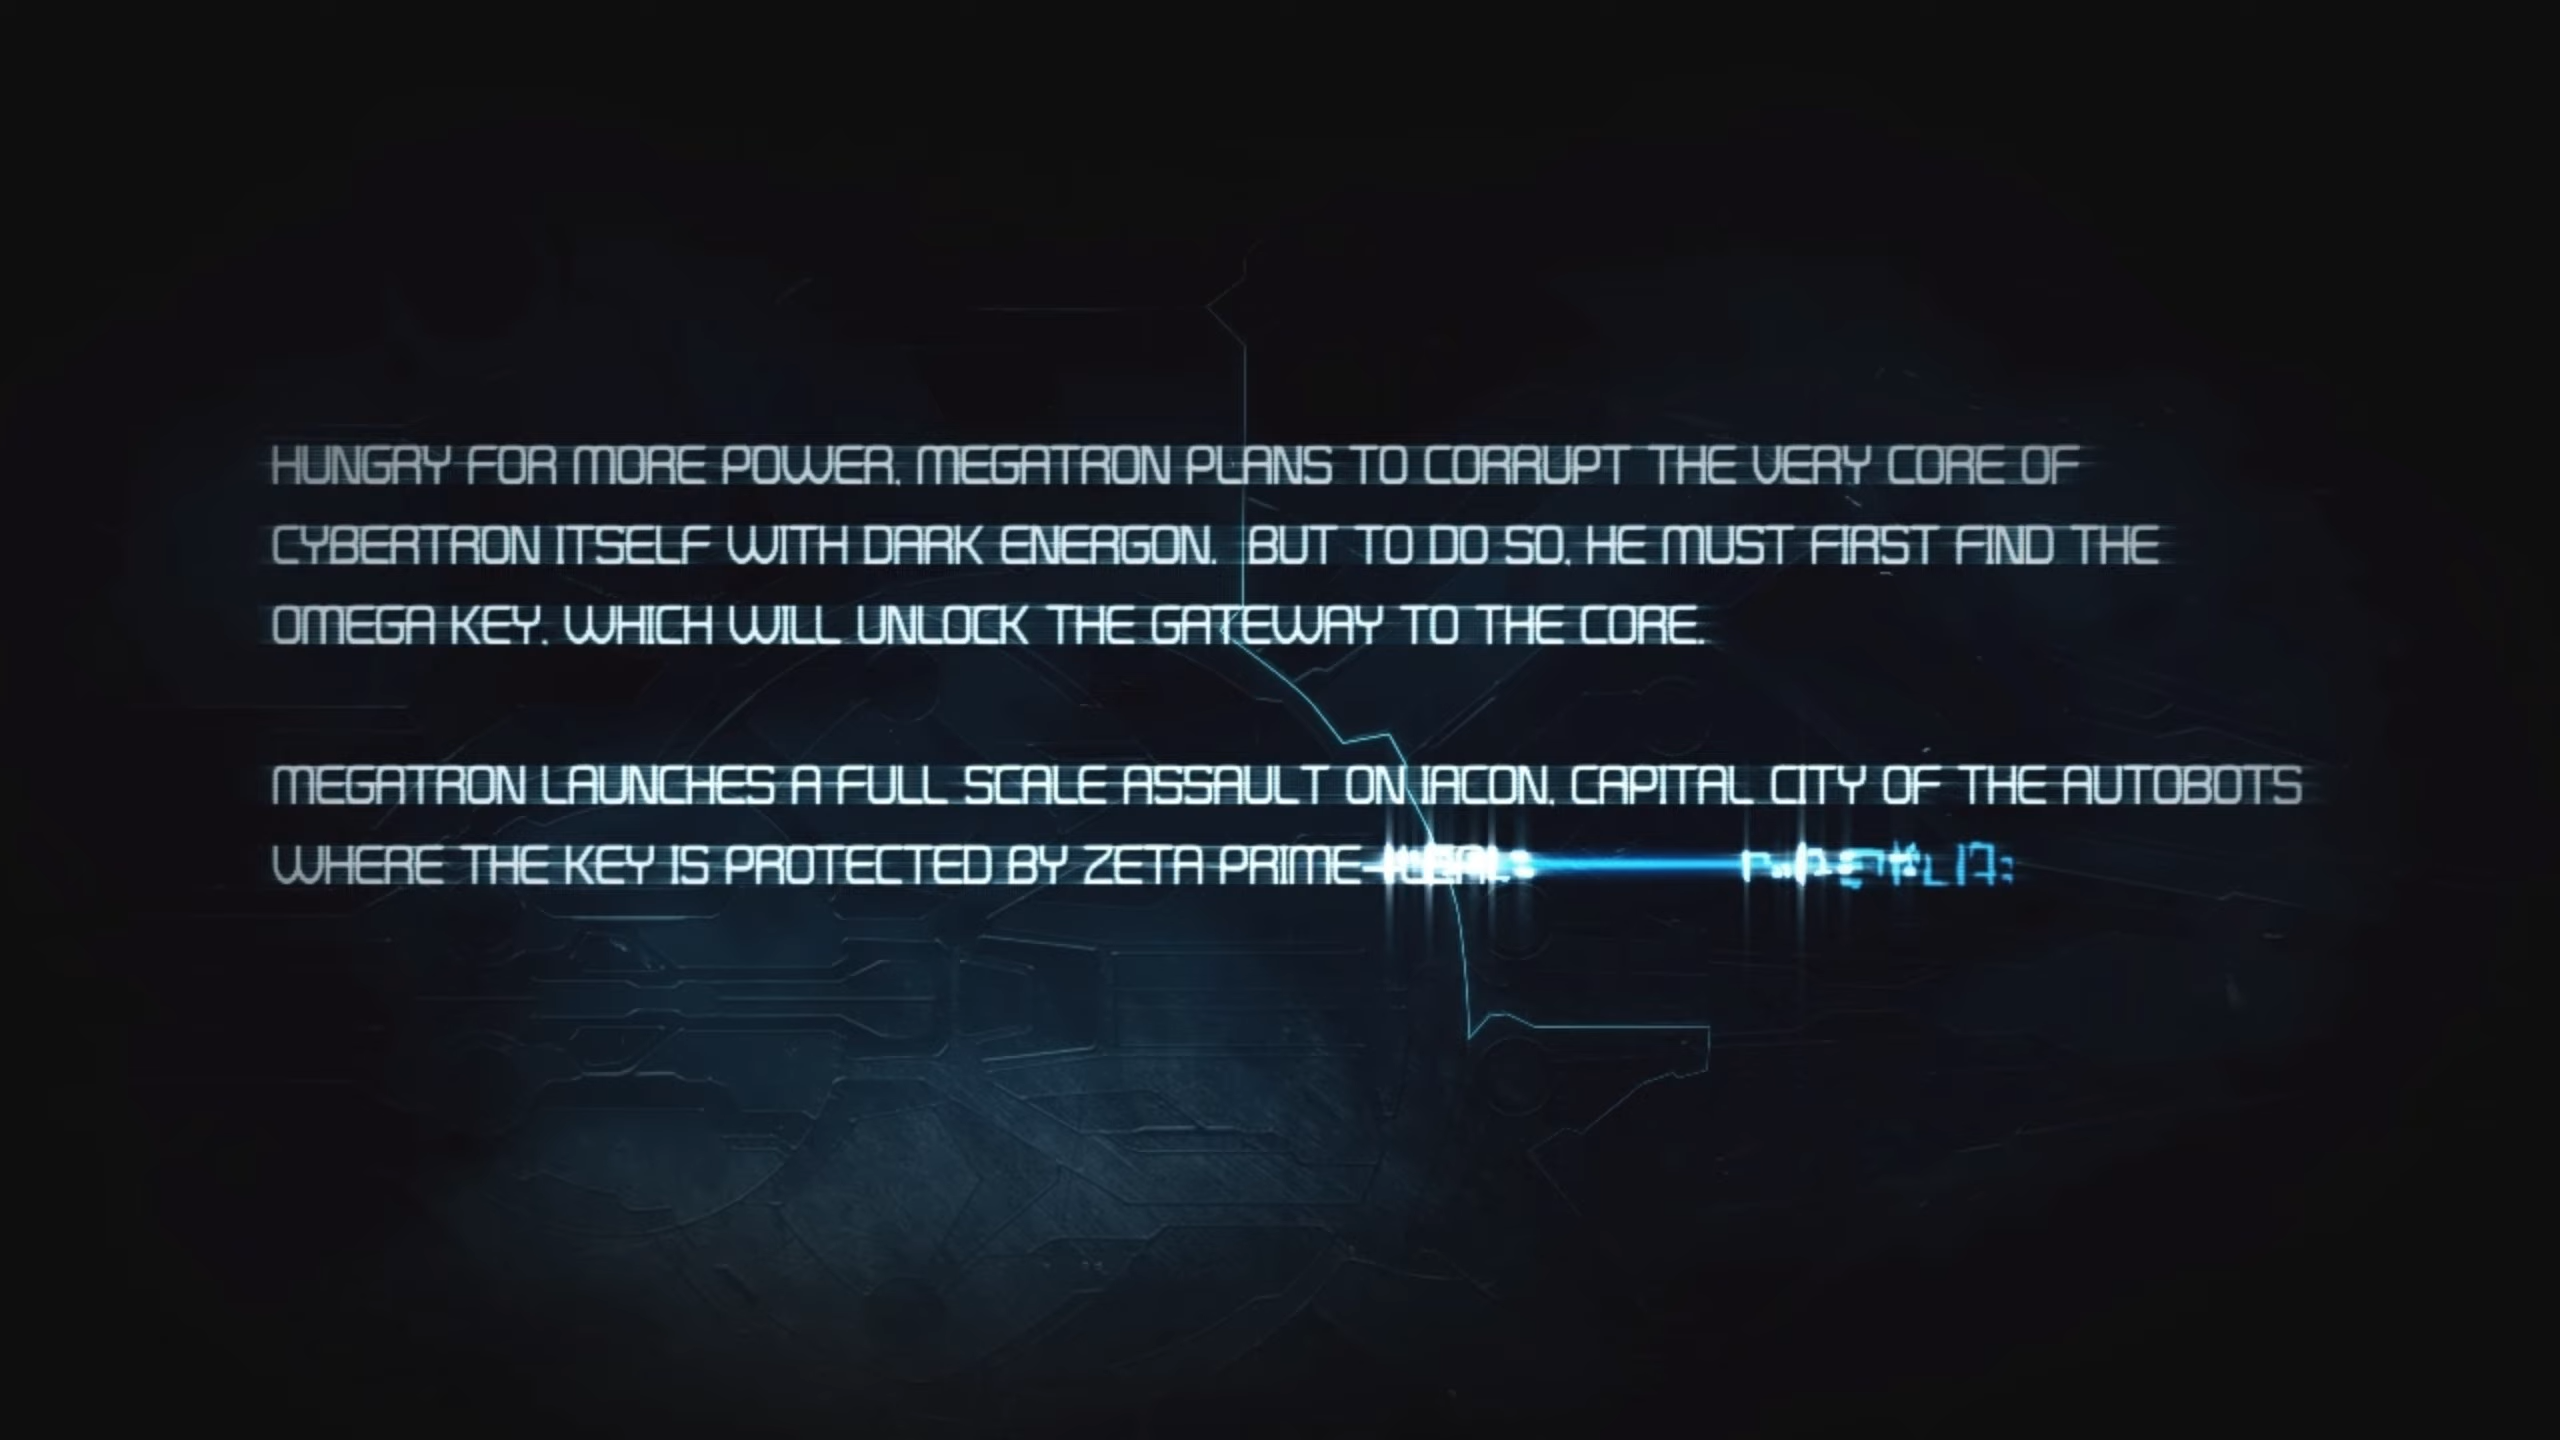 HUNGRY FOR MORE POWER, MEGATRON PLANS TO CORRUPT THE VERY CORE OF
CYBERTRON ITSELF WITH DARK ENERGON. BUT TO DO SO, HE MUST FIRST FIND THE
OMEGA KEY, WHICH WILL UNLOCK THE GATEWAY TO THE CORE.
MEGATRON LAUNCHES A FULL SCALE ASSAULT ON IACON, CAPITAL CITY OF THE AUTOBOTS
WHERE THE KEY IS PROTECTED BY ZETA PRIME